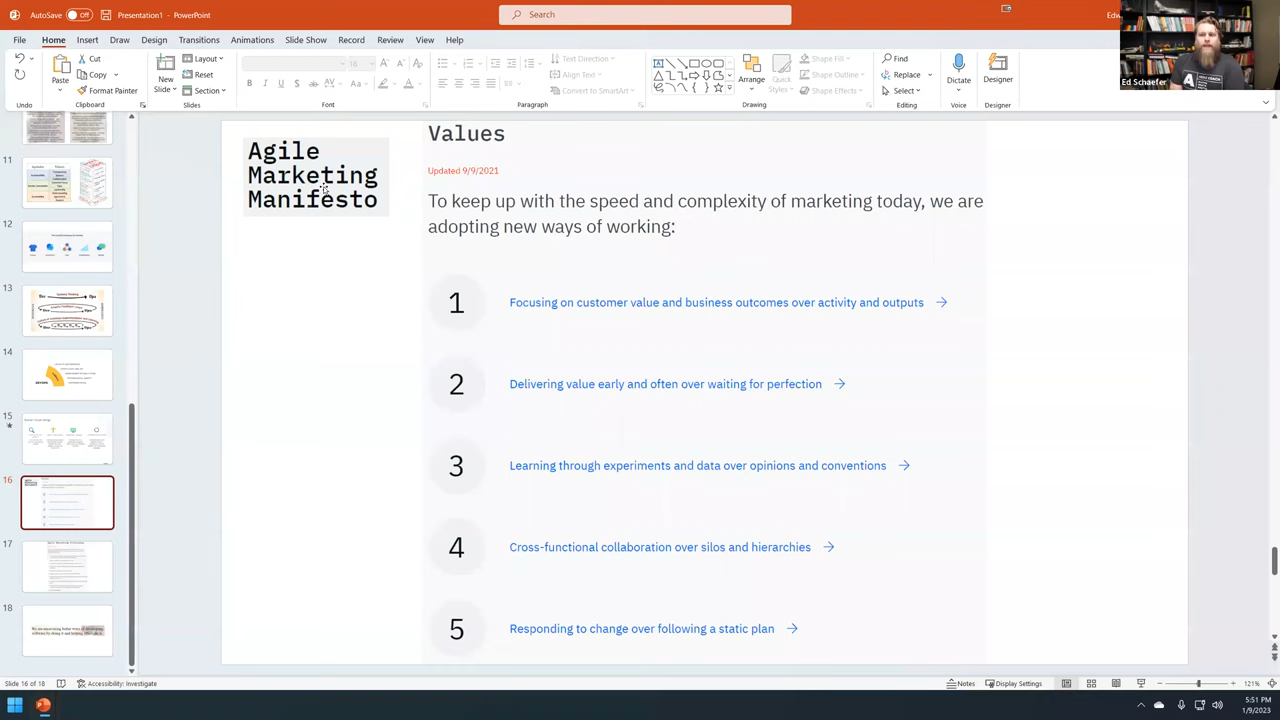 AutoSave
Off
Presentation1 - PowerPoint
Search
Ed Schaefer
File
Home
Insert
Draw
Design
Transitions
Animations
Slide Show
Record
Review
View
Help
Paste
Cut
Copy
Format Painter
New
Slide
Layout
Reset
Section
18
Text Direction
Align Text
Convert to SmartArt
Arrange
Quick
Styles
Shape Fill
Shape Outline
Shape Effects
Find
Replace
Select
Dictate
Designer
Undo
Clipboard
Slides
Font
Paragraph
Drawing
Editing
Voice
Designer
11
12
13
14
15
17
18
Agile
Marketing
Manifesto
Values
Updated 9/9/2021
To keep up with the speed and complexity of marketing today, we are
adopting new ways of working:
1 Focusing on customer value and business outcomes over activity and outputs →
2 Delivering value early and often over waiting for perfection →
3 Learning through experiments and data over opinions and conventions →
4 Cross-functional collaboration over silos and hierarchies →
5 Responding to change over following a static plan →
Slide 16 of 18
Accessibility: Investigate
Notes
Display Settings
121%
5:51 PM
1/9/2023